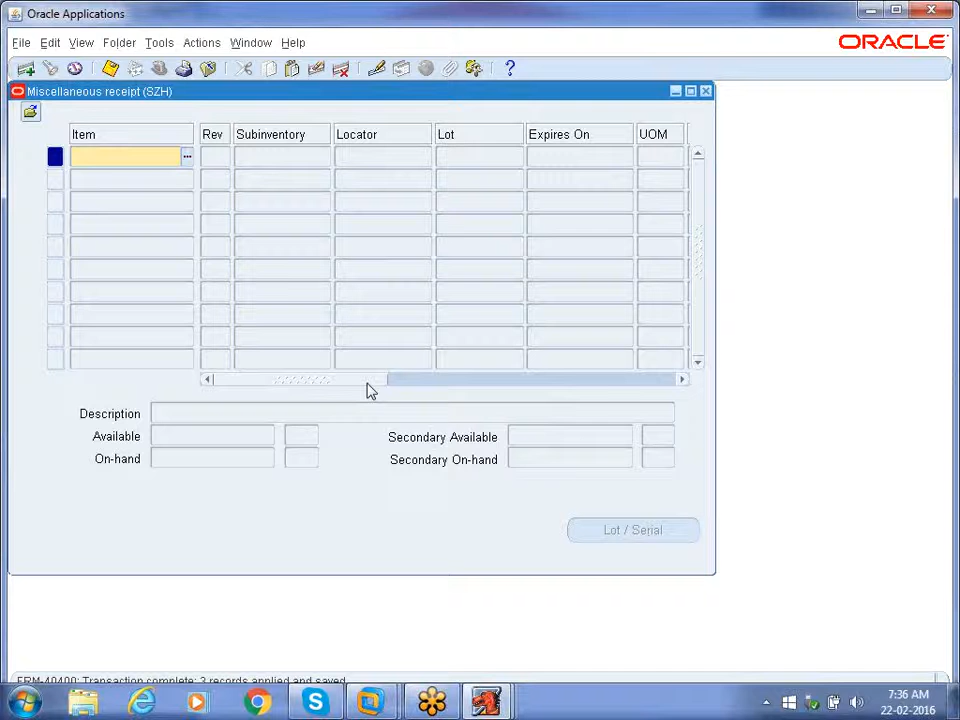 Oracle Applications
File Edit View Folder Tools Actions Window Help
ORACLE
Miscellaneous receipt (SZH)
Item Rev Subinventory Locator Lot Expires On UOM
Description
Available Secondary Available
On-hand Secondary On-hand
Lot / Serial
FRM-40400: Transaction complete: 3 records applied and saved.
7:36 AM
22-02-2016